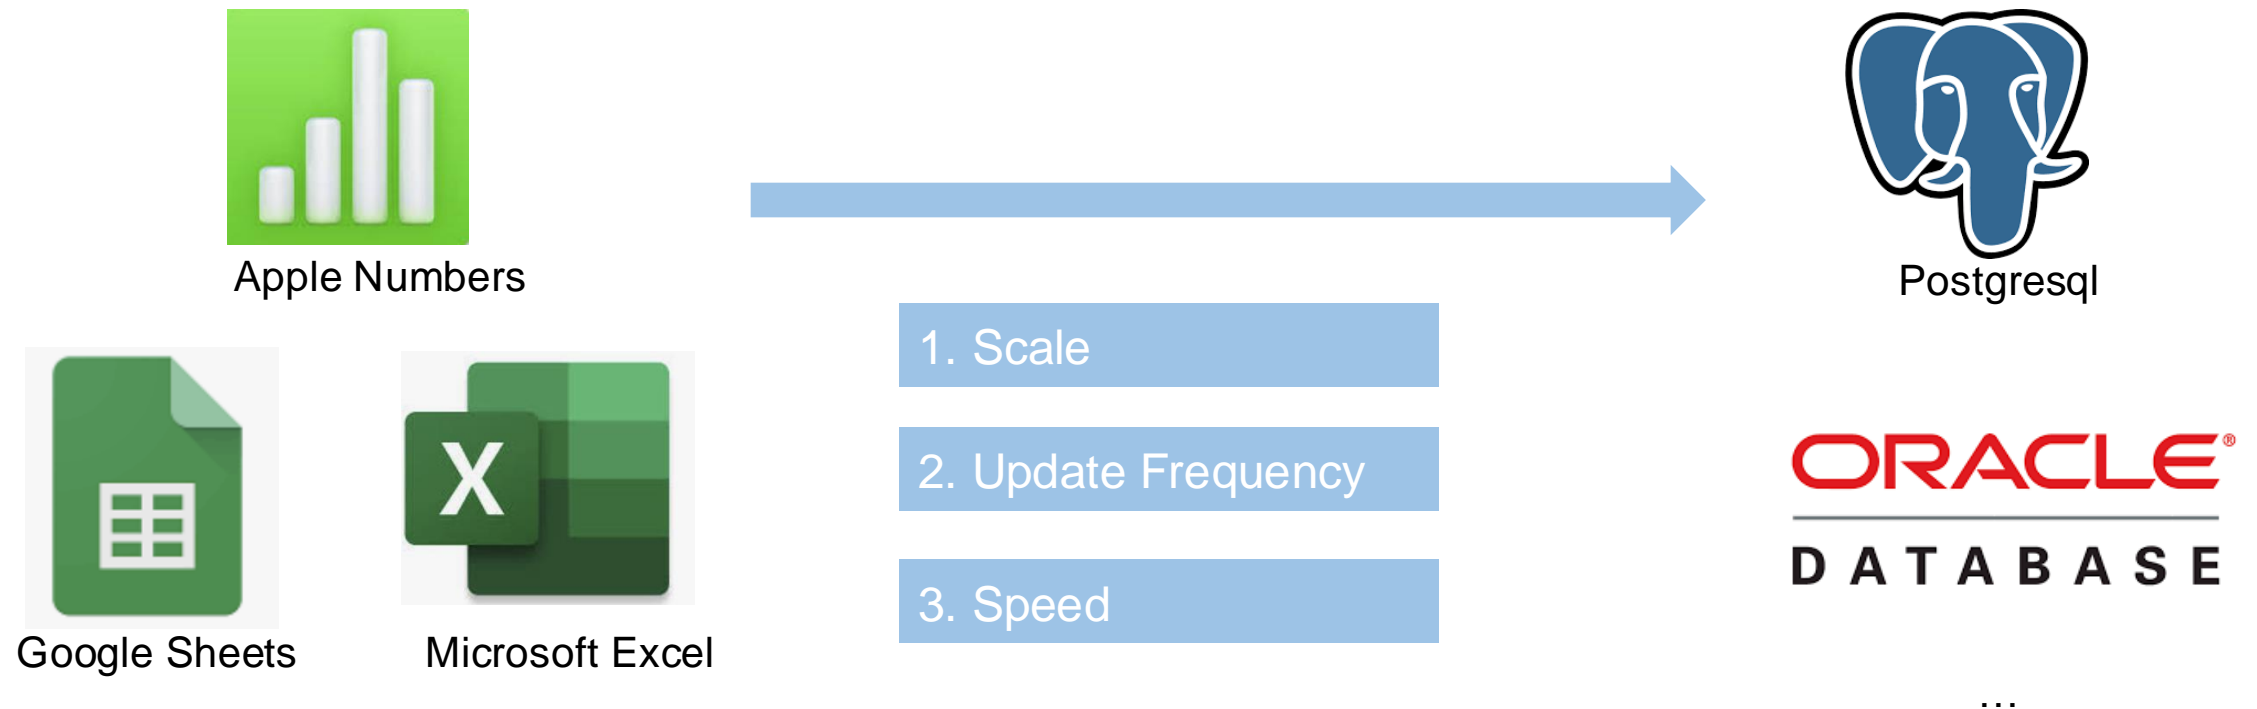 Apple Numbers
Google Sheets
X
Microsoft Excel
1. Scale
2. Update Frequency
3. Speed
Postgresql
ORACLE®
DATABASE
...